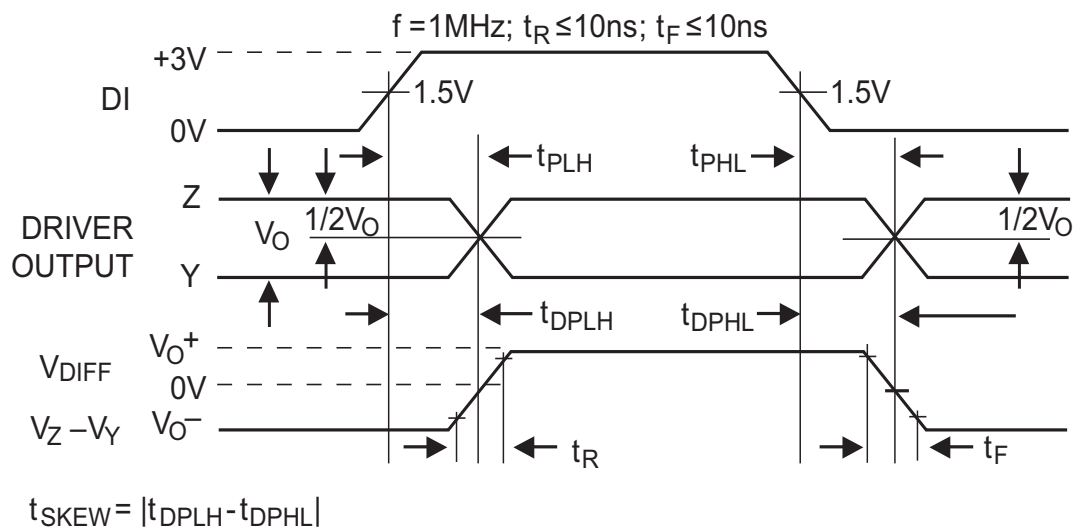 f = 1MHz; tR ≤ 10ns; tF ≤ 10ns
+3V
DI
1.5V
1.5V
0V
tPLH
tPHL
Z
DRIVER
OUTPUT
VO
1/2VO
1/2VO
Y
tDPLH
tDPHL
VO+
VDIFF
0V
VZ – VY
VO–
tR
tF
tSKEW = |tDPLH - tDPHL|